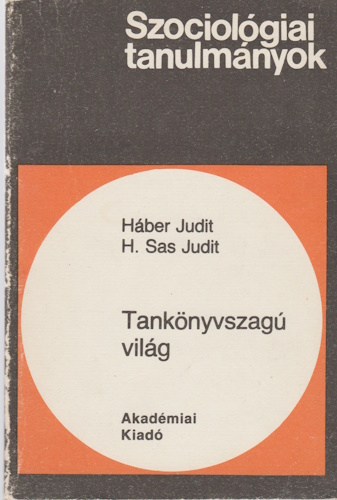 Szociológiai
tanulmányok
Háber Judit
H. Sas Judit
Tankönyvszagú
világ
Akadémiai
Kiadó